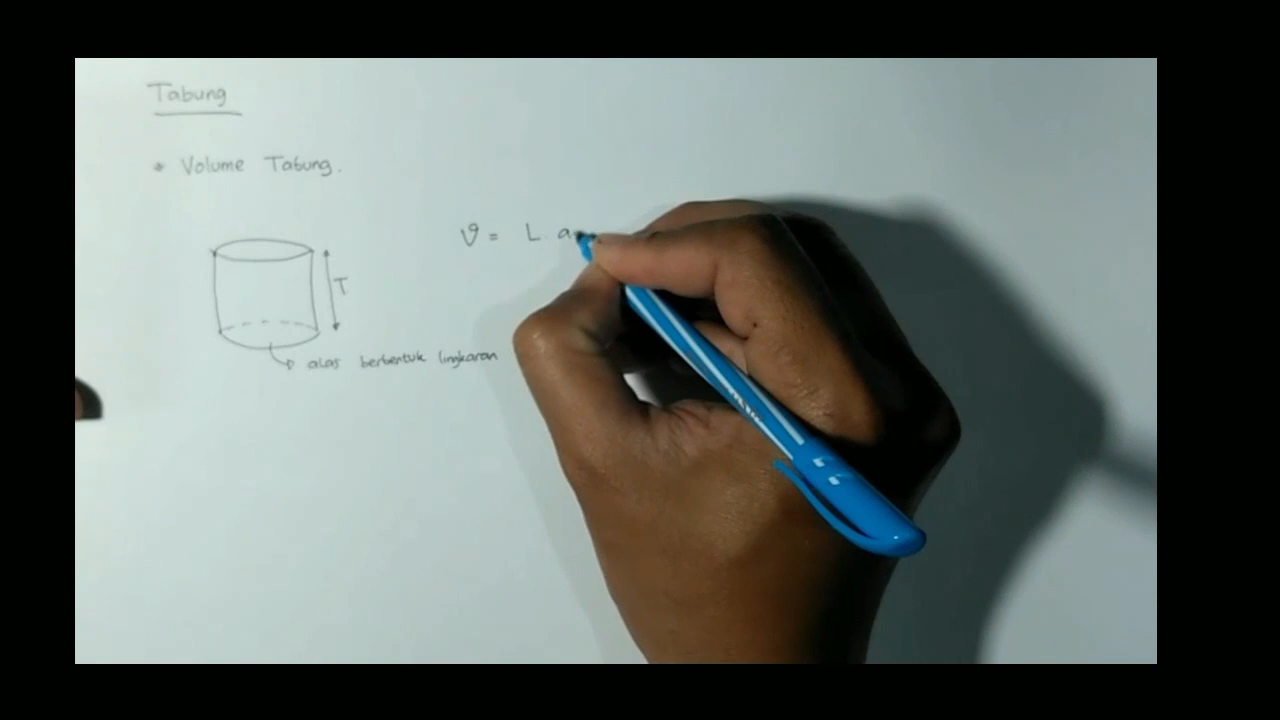 Tabung
* Volume Tabung.
V = L. a
T
alas berbentuk lingkaran